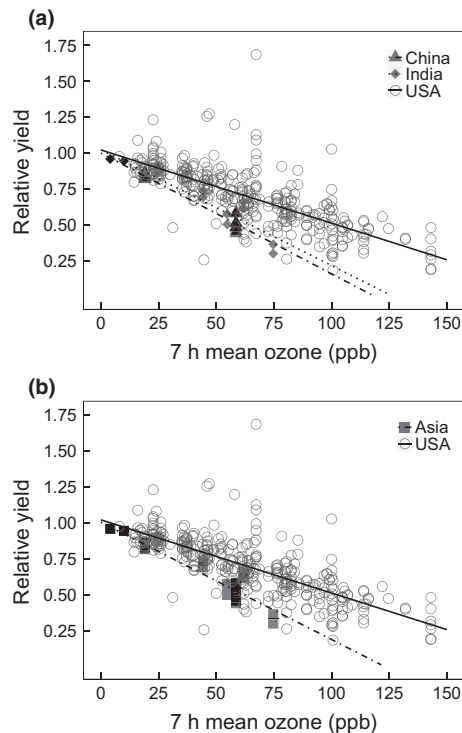 (a)
1.75
1.50
1.25
1.00
0.75
0.50
0.25
Relative yield
China
India
USA
0 25 50 75 100 125 150
7 h mean ozone (ppb)
(b)
1.75
1.50
1.25
1.00
0.75
0.50
0.25
Relative yield
Asia
USA
0 25 50 75 100 125 150
7 h mean ozone (ppb)